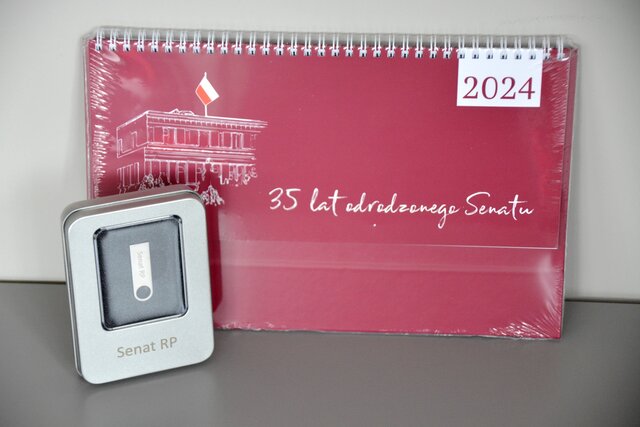 2024
35 lat odrodzonego Senatu
Senat RP
Senat RP